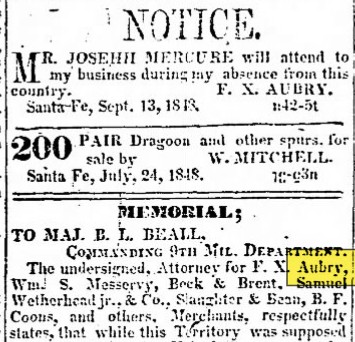 NOTICE.
MR. JOSEPH MERCURE will attend to
my business during my absence from this
country. F. X. AUBRY.
Santa-Fe, Sept. 13, 1848. n42-5t
200 PAIR Dragoon and other spurs. for
sale by W. MITCHELL.
Santa Fe, July, 24, 1848.
MEMORIAL;
TO MAJ. B. L. BEALL.
COMMANDING 9TH MIL. DEPARTMENT.
The undersigned, Attorney for F. X. Aubry,
Wm. S. Messervy, Beck & Brent, Samuel
Wetherhead jr., & Co., Slaughter & Bean, B. F.
Coons, and others, Merchants, respectfully
states, that while this Territory was supposed